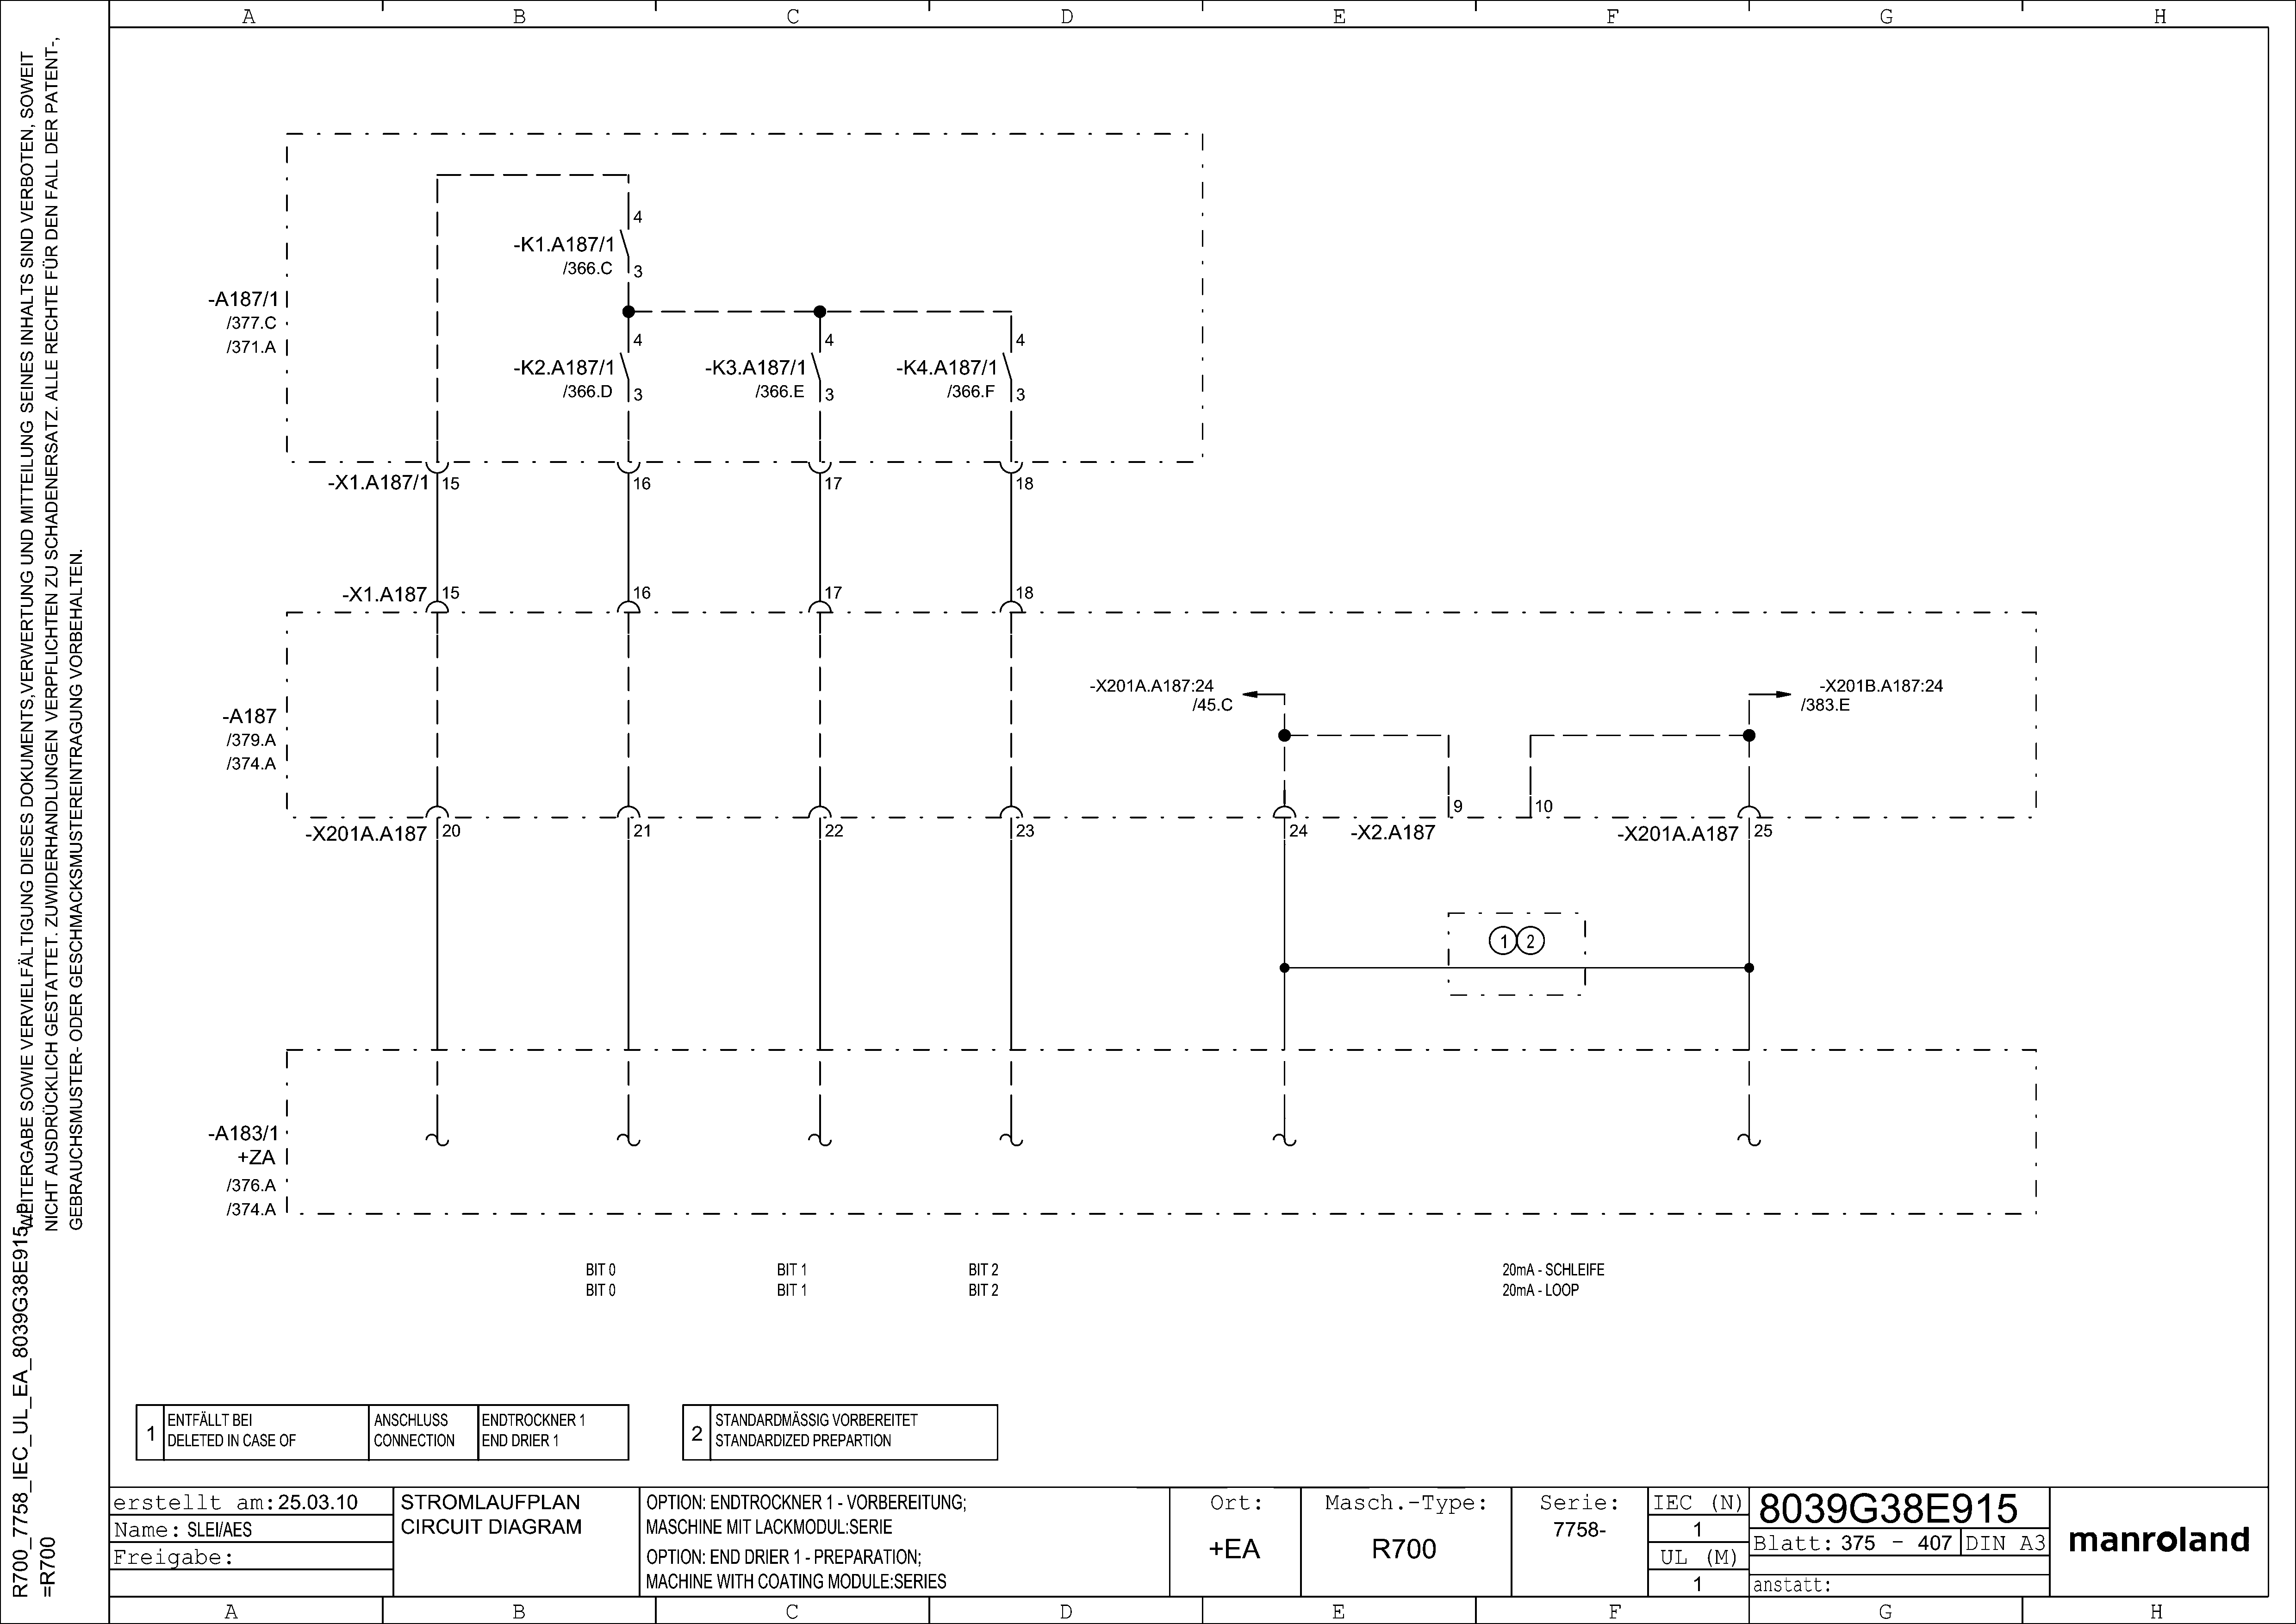 A B C D E F G H
WEITERGABE SOWIE VERVIELFÄLTIGUNG DIESES DOKUMENTS,VERWERTUNG UND MITTEILUNG SEINES INHALTS SIND VERBOTEN, SOWEIT
NICHT AUSDRÜCKLICH GESTATTET. ZUWIDERHANDLUNGEN VERPFLICHTEN ZU SCHADENERSATZ. ALLE RECHTE FÜR DEN FALL DER PATENT-,
GEBRAUCHSMUSTER- ODER GESCHMACKSMUSTEREINTRAGUNG VORBEHALTEN.
=R700
4
-K1.A187/1
/366.C 3
-A187/1
/377.C
/371.A
4 4 4
-K2.A187/1 -K3.A187/1 -K4.A187/1
/366.D 3 /366.E 3 /366.F 3
-X1.A187/1 15 16 17 18
-X1.A187 15 16 17 18
-X201A.A187:24 -X201B.A187:24
/45.C /383.E
-A187
/379.A
/374.A
9 10
-X201A.A187 20 21 22 23 24 -X2.A187 -X201A.A187 25
1 2
-A183/1
+ZA
/376.A
/374.A
BIT 0 BIT 1 BIT 2 20mA - SCHLEIFE
BIT 0 BIT 1 BIT 2 20mA - LOOP
1 ENTFÄLLT BEI ANSCHLUSS ENDTROCKNER 1
DELETED IN CASE OF CONNECTION END DRIER 1
2 STANDARDMÄSSIG VORBEREITET
STANDARDIZED PREPARTION
erstellt am: 25.03.10
Name: SLEI/AES
Freigabe:
STROMLAUFPLAN
CIRCUIT DIAGRAM
OPTION: ENDTROCKNER 1 - VORBEREITUNG;
MASCHINE MIT LACKMODUL:SERIE
OPTION: END DRIER 1 - PREPARATION;
MACHINE WITH COATING MODULE:SERIES
Ort:
+EA
Masch.-Type:
R700
Serie:
7758-
IEC (N)
1
UL (M)
1
8039G38E915
Blatt: 375 - 407 DIN A3
anstatt:
manroland
A B C D E F G H